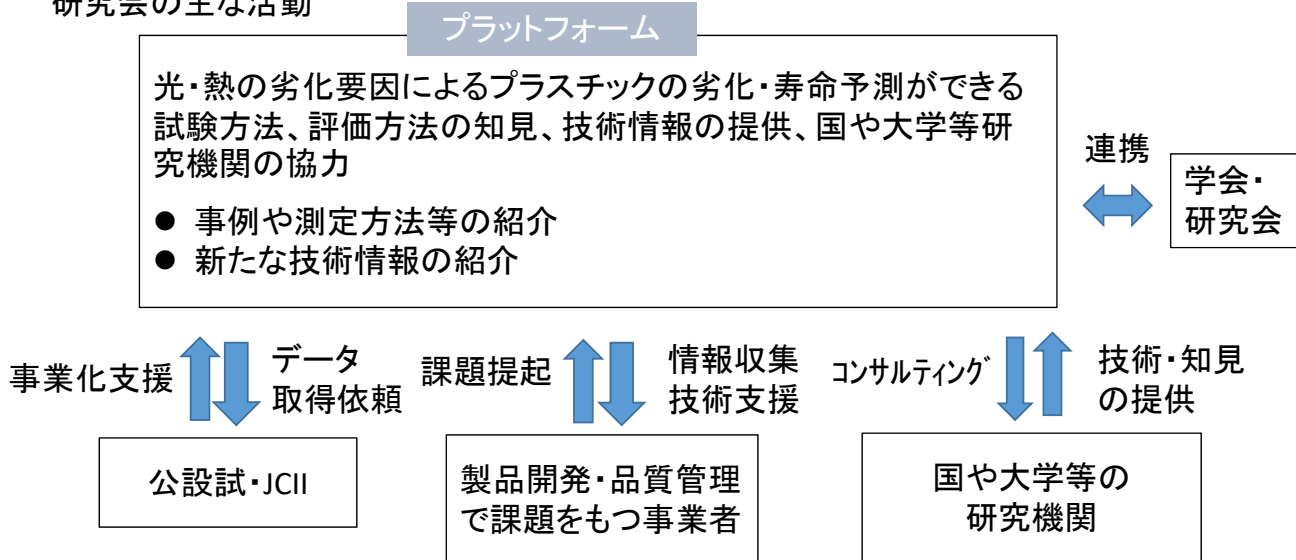 研究会の主な活動
プラットフォーム
光・熱の劣化要因によるプラスチックの劣化・寿命予測ができる
試験方法、評価方法の知見、技術情報の提供、国や大学等研
究機関の協力
● 事例や測定方法等の紹介
● 新たな技術情報の紹介
連携
学会・
研究会
事業化支援
データ
取得依頼
課題提起
情報収集
技術支援
コンサルティング
技術・知見
の提供
公設試・JCII
製品開発・品質管理
で課題をもつ事業者
国や大学等の
研究機関